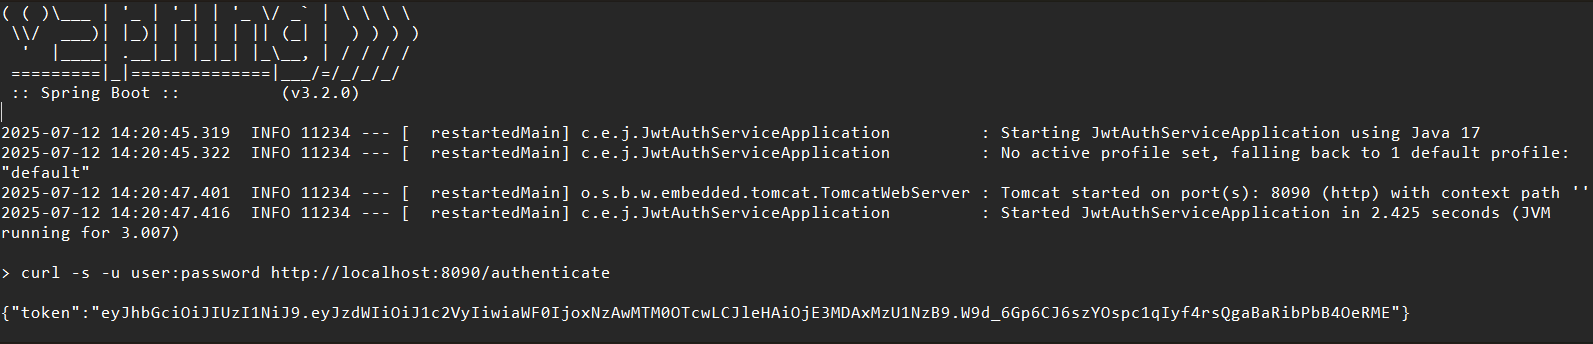 ( ( )\___ | '_ | '_| | '_ \/ _` | \ \ \ \
 \\/  ___)| |_)| | | | | || (_| |  ) ) ) )
  '  |____| .__|_| |_|_| |_\__, | / / / /
 =========|_|==============|___/=/_/_/_/
 :: Spring Boot ::          (v3.2.0)
2025-07-12 14:20:45.319  INFO 11234 --- [  restartedMain] c.e.j.JwtAuthServiceApplication         : Starting JwtAuthServiceApplication using Java 17
2025-07-12 14:20:45.322  INFO 11234 --- [  restartedMain] c.e.j.JwtAuthServiceApplication         : No active profile set, falling back to 1 default profile:
"default"
2025-07-12 14:20:47.401  INFO 11234 --- [  restartedMain] o.s.b.w.embedded.tomcat.TomcatWebServer : Tomcat started on port(s): 8090 (http) with context path ''
2025-07-12 14:20:47.416  INFO 11234 --- [  restartedMain] c.e.j.JwtAuthServiceApplication         : Started JwtAuthServiceApplication in 2.425 seconds (JVM
running for 3.007)
> curl -s -u user:password http://localhost:8090/authenticate
{"token":"eyJhbGciOiJIUzI1NiJ9.eyJzdWIiOiJ1c2VyIiwiaWF0IjoxNzAwMTM0OTcwLCJleHAiOjE3MDAxMzU1NzB9.W9d_6Gp6CJ6szYOspc1qIyf4rsQgaBaRibPbB4OeRME"}